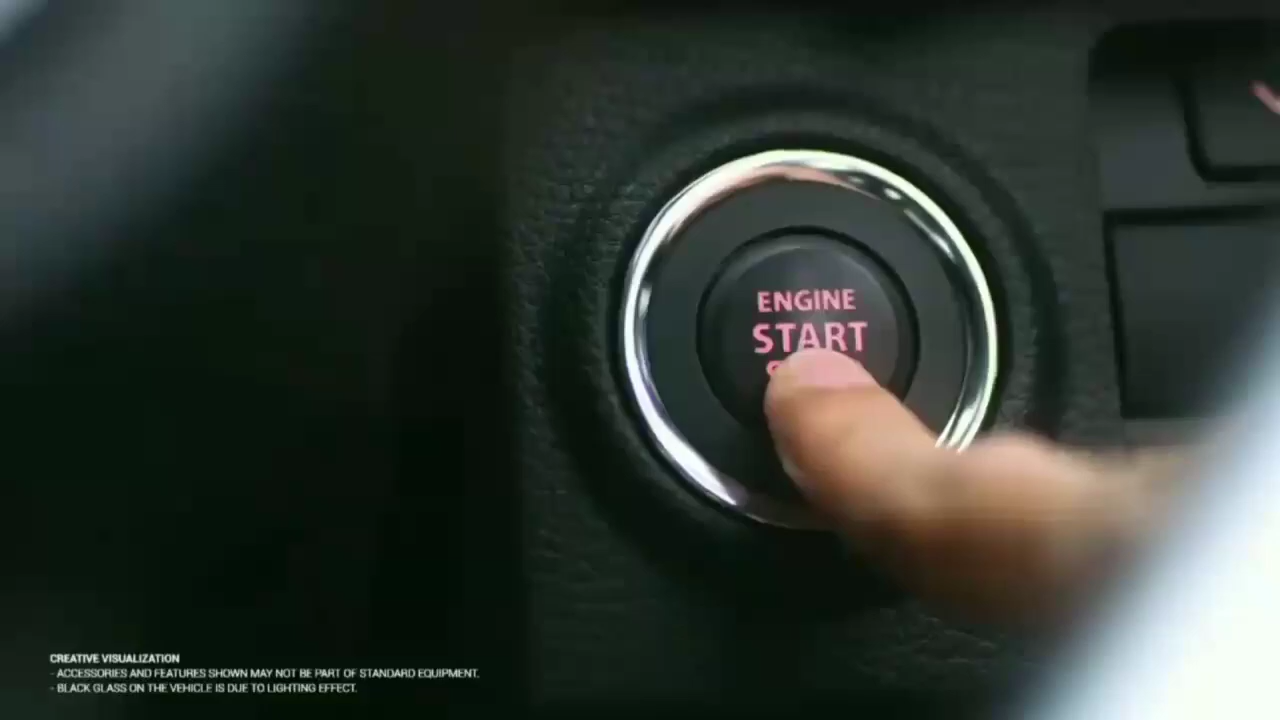 ENGINE
START
CREATIVE VISUALIZATION
- ACCESSORIES AND FEATURES SHOWN MAY NOT BE PART OF STANDARD EQUIPMENT.
- BLACK GLASS ON THE VEHICLE IS DUE TO LIGHTING EFFECT.